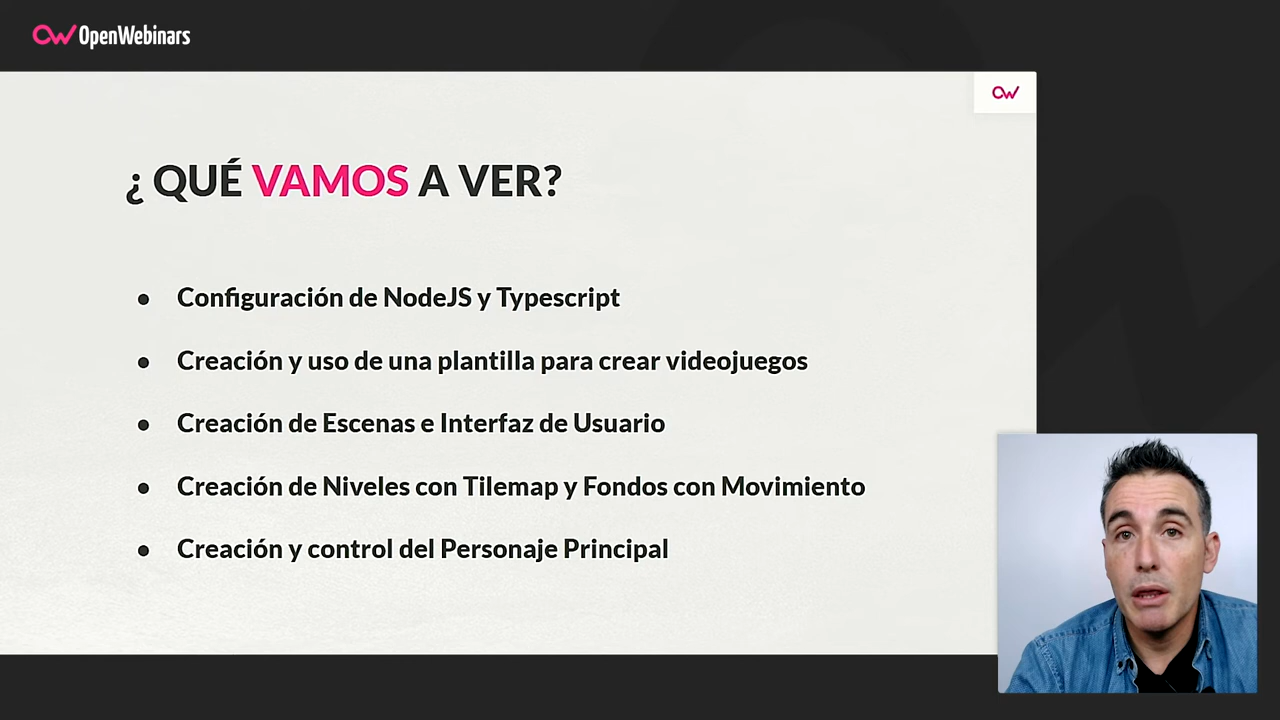 OW OpenWebinars
OW
¿ QUÉ VAMOS A VER?
● Configuración de NodeJS y Typescript
● Creación y uso de una plantilla para crear videojuegos
● Creación de Escenas e Interfaz de Usuario
● Creación de Niveles con Tilemap y Fondos con Movimiento
● Creación y control del Personaje Principal